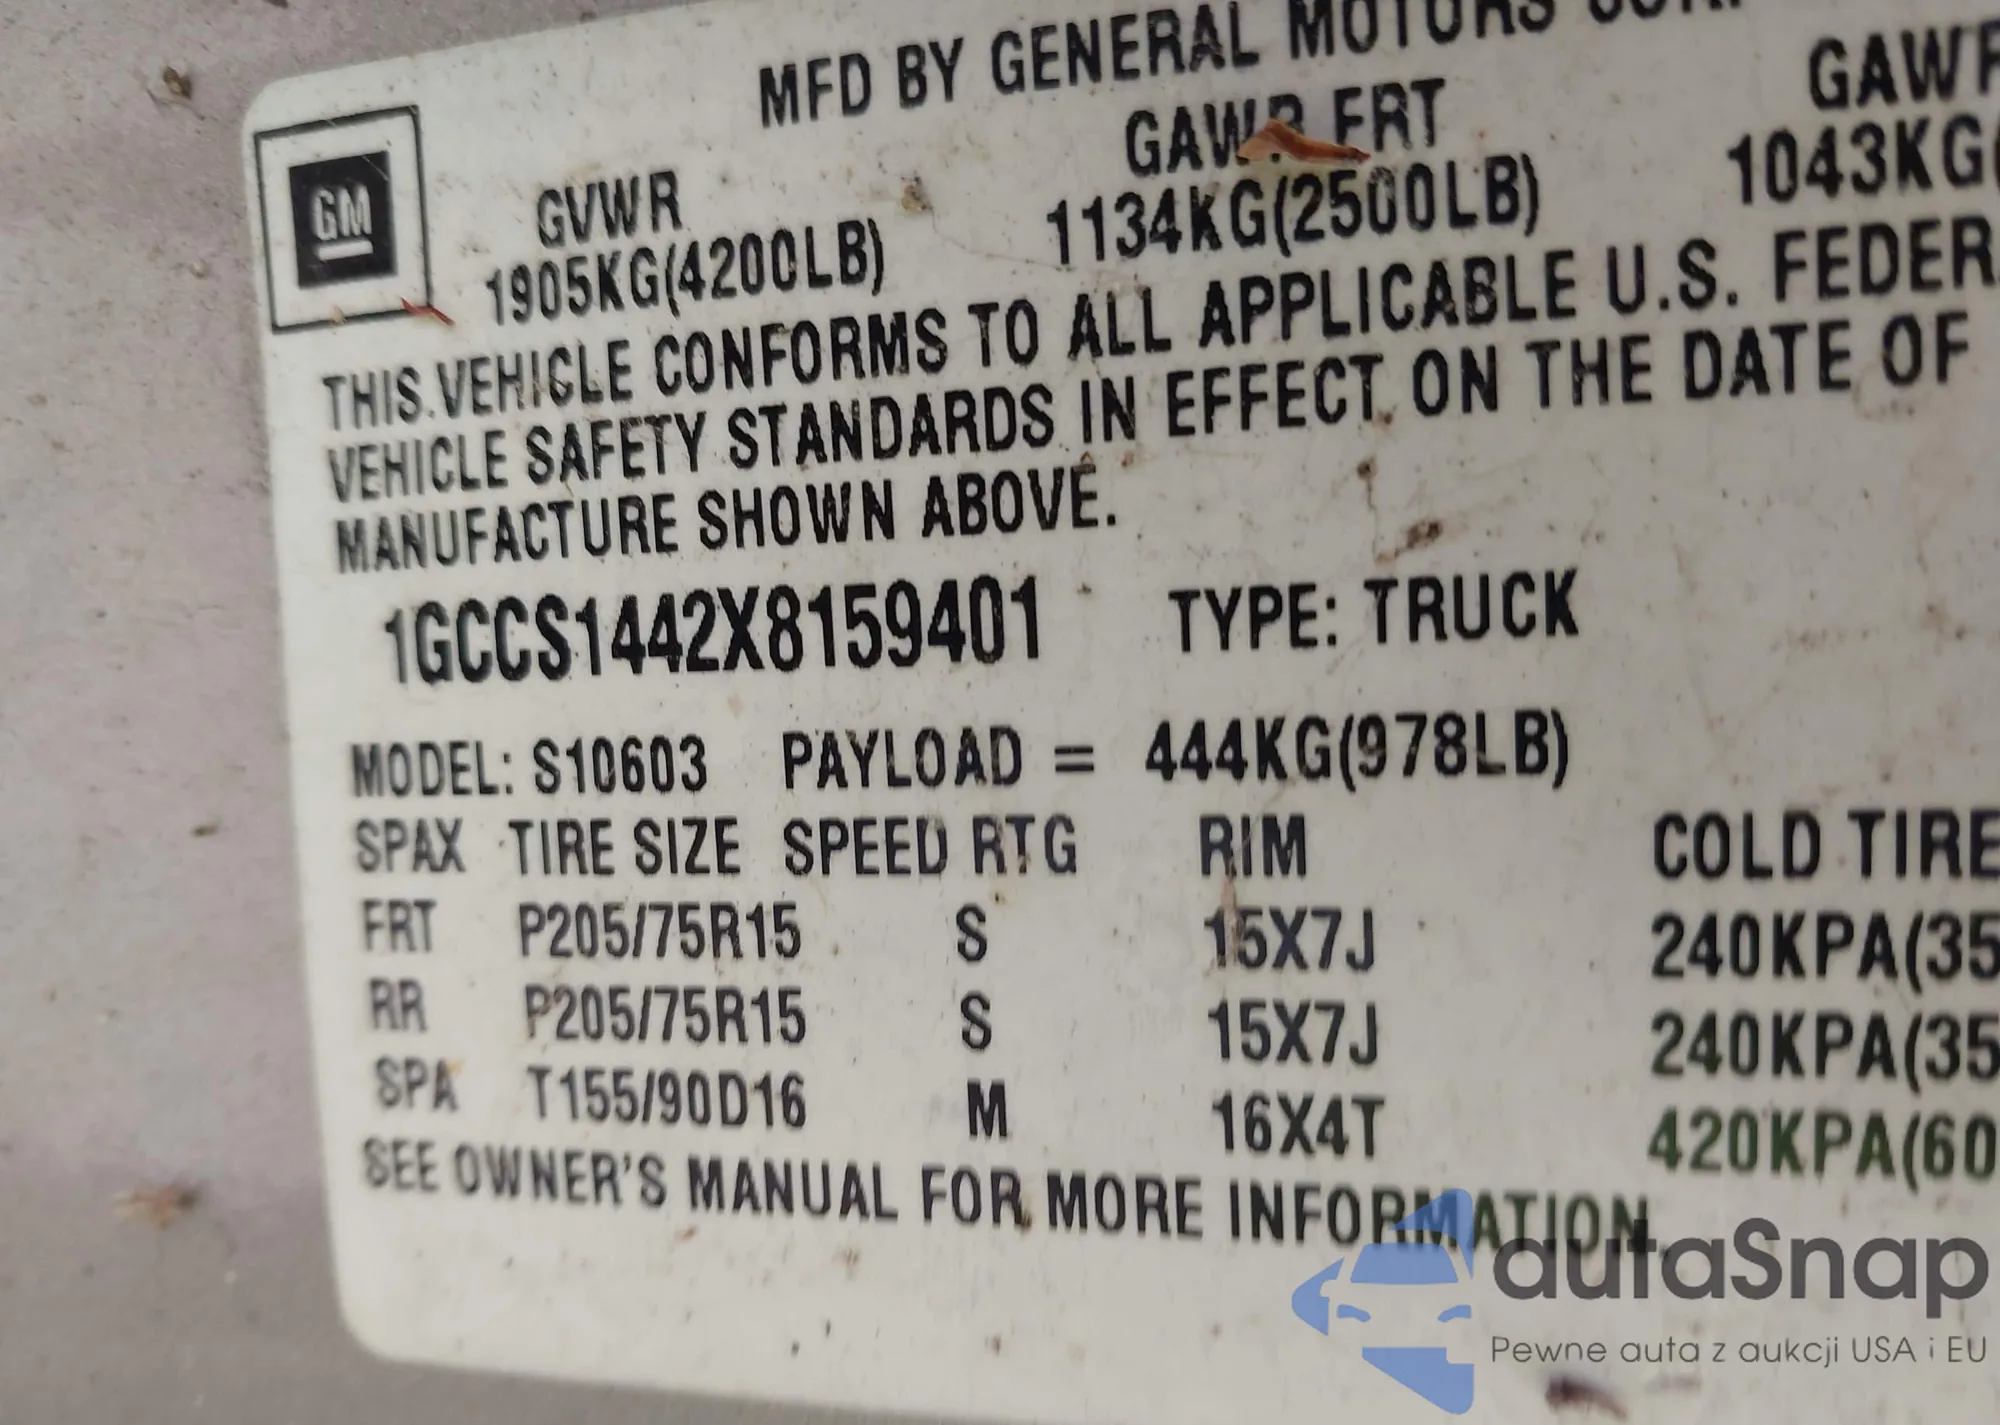 MFD BY GENERAL MOTORS CORP
GM
GVWR GAWR FRT GAWR
1905KG(4200LB) 1134KG(2500LB) 1043KG(
THIS VEHICLE CONFORMS TO ALL APPLICABLE U.S. FEDERA
VEHICLE SAFETY STANDARDS IN EFFECT ON THE DATE OF
MANUFACTURE SHOWN ABOVE.
1GCCS1442X8159401 TYPE: TRUCK
MODEL: S10603 PAYLOAD = 444KG(978LB)
SPAX TIRE SIZE SPEED RTG RIM COLD TIRE
FRT P205/75R15 S 15X7J 240KPA(35
RR P205/75R15 S 15X7J 240KPA(35
SPA T155/90D16 M 16X4T 420KPA(60
SEE OWNER'S MANUAL FOR MORE INFORMATION.
autaSnap
Pewne auta z aukcji USA i EU